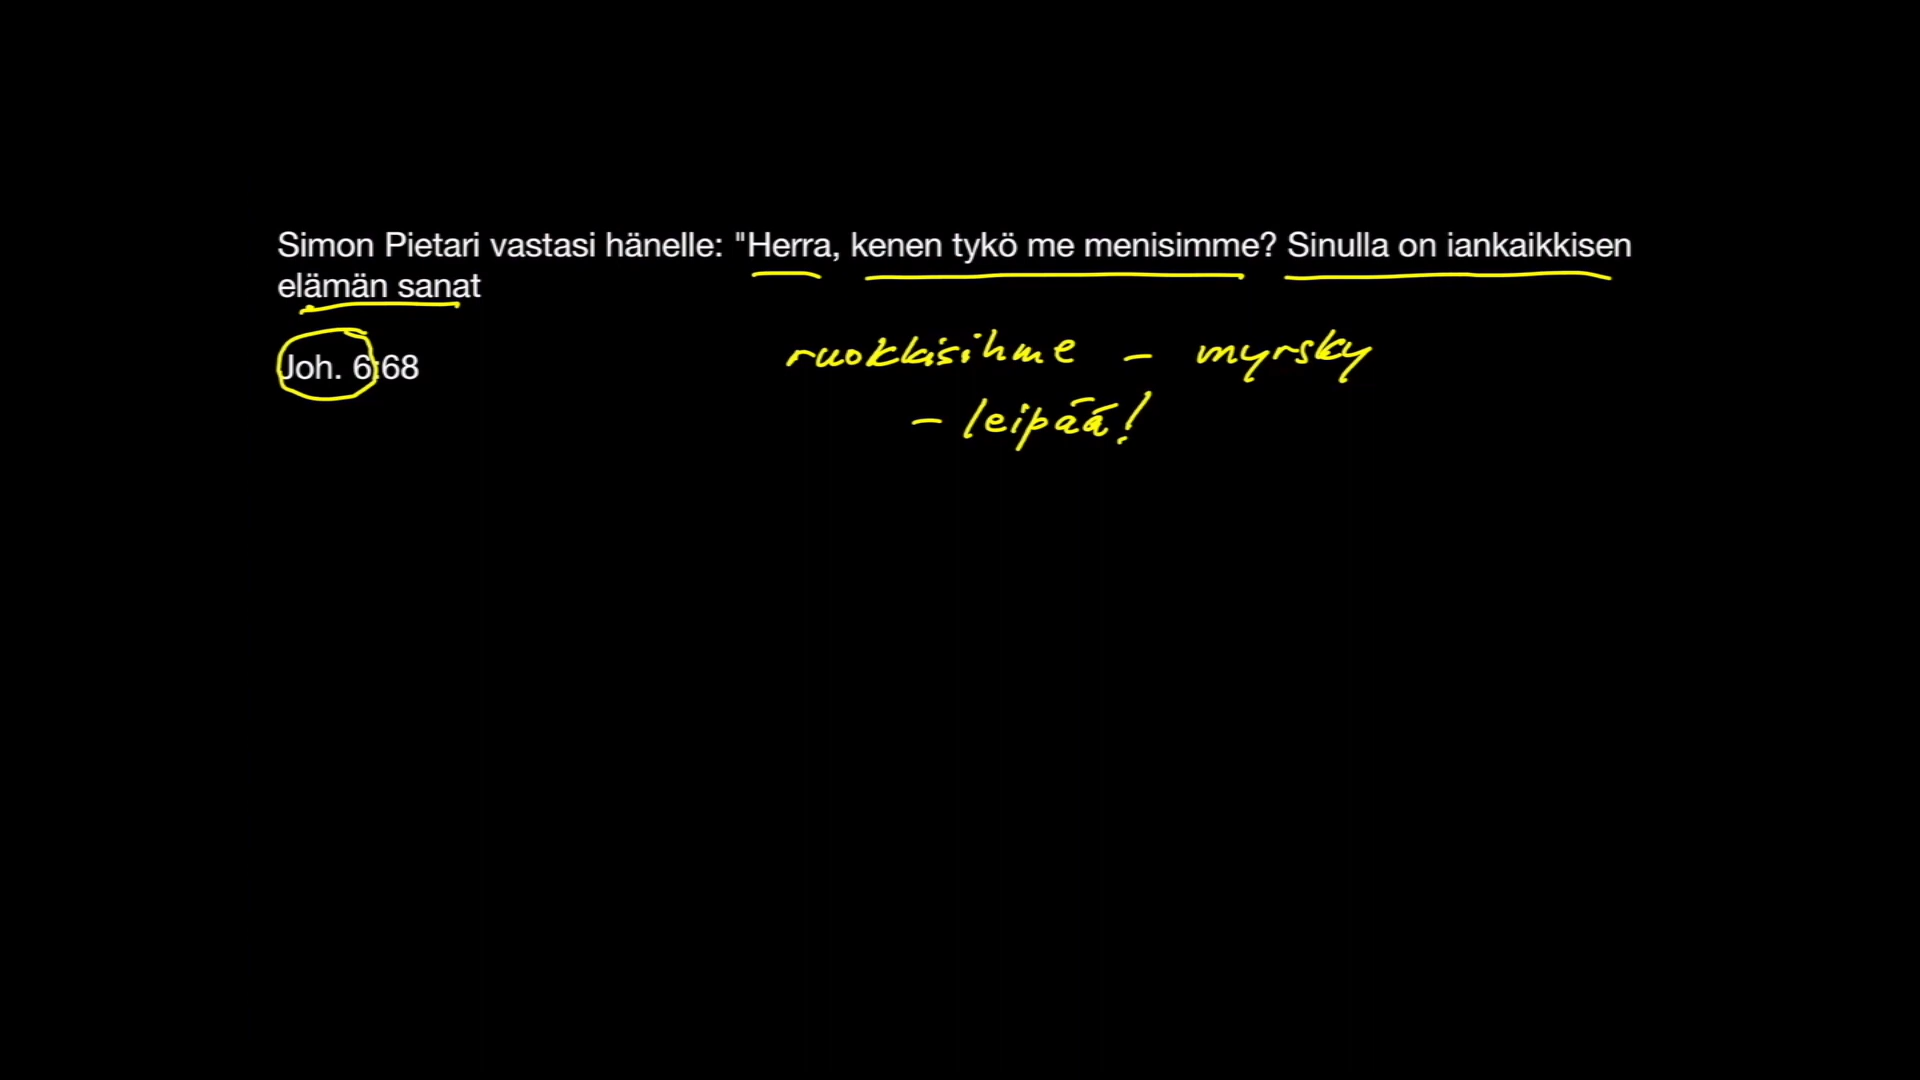 Simon Pietari vastasi hänelle: "Herra, kenen tykö me menisimme? Sinulla on iankaikkisen
elämän sanat
Joh. 6:68
ruokkisihme – myrsky
– leipää!